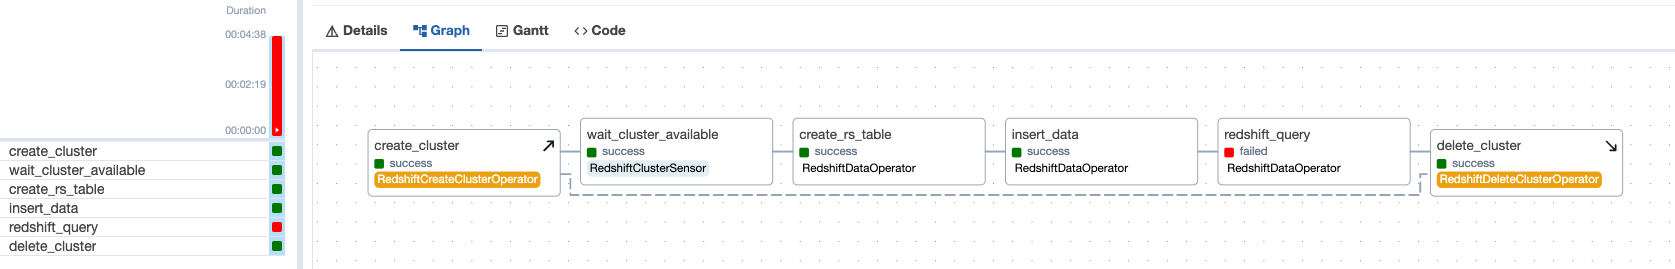 Duration
00:04:38
00:02:19
00:00:00
create_cluster
wait_cluster_available
create_rs_table
insert_data
redshift_query
delete_cluster
Details
Graph
Gantt
Code
create_cluster
success
RedshiftCreateClusterOperator
wait_cluster_available
success
RedshiftClusterSensor
create_rs_table
success
RedshiftDataOperator
insert_data
success
RedshiftDataOperator
redshift_query
failed
RedshiftDataOperator
delete_cluster
success
RedshiftDeleteClusterOperator